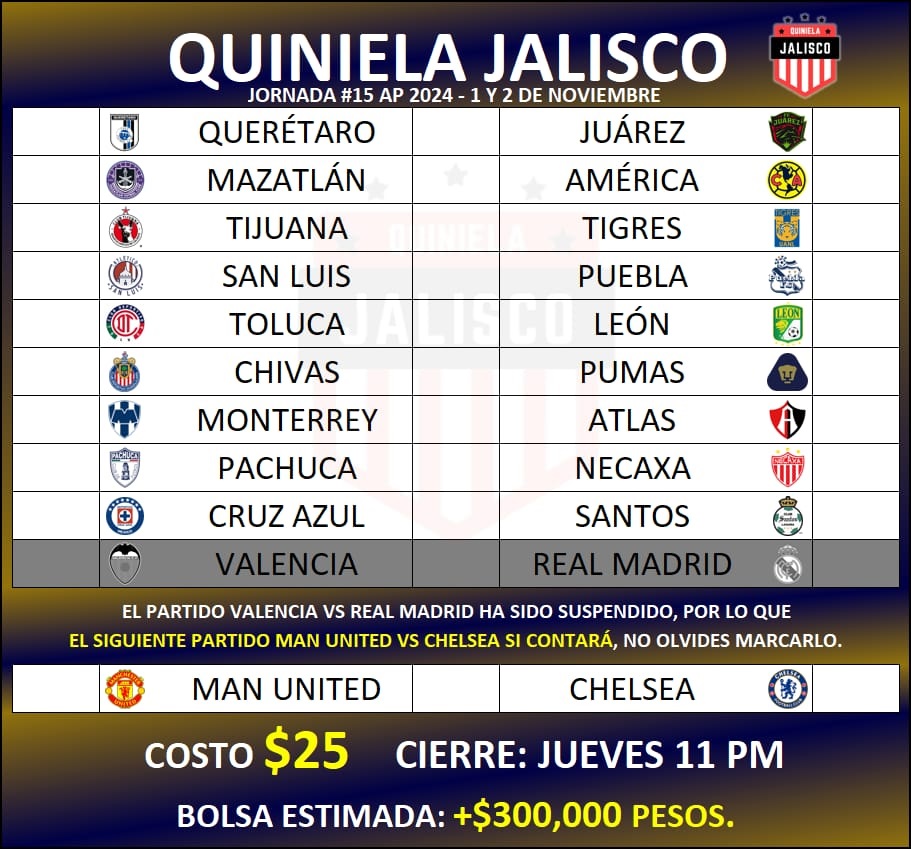 QUINIELA JALISCO
QUINIELA
JALISCO
JORNADA #15 AP 2024 - 1 Y 2 DE NOVIEMBRE
QUERÉTARO JUÁREZ
MAZATLÁN AMÉRICA
TIJUANA TIGRES
SAN LUIS PUEBLA
TOLUCA LEÓN
CHIVAS PUMAS
MONTERREY ATLAS
PACHUCA NECAXA
CRUZ AZUL SANTOS
VALENCIA REAL MADRID
QUINIELA
JALISCO
EL PARTIDO VALENCIA VS REAL MADRID HA SIDO SUSPENDIDO, POR LO QUE
EL SIGUIENTE PARTIDO MAN UNITED VS CHELSEA SI CONTARÁ, NO OLVIDES MARCARLO.
MAN UNITED CHELSEA
COSTO $25 CIERRE: JUEVES 11 PM
BOLSA ESTIMADA: +$300,000 PESOS.